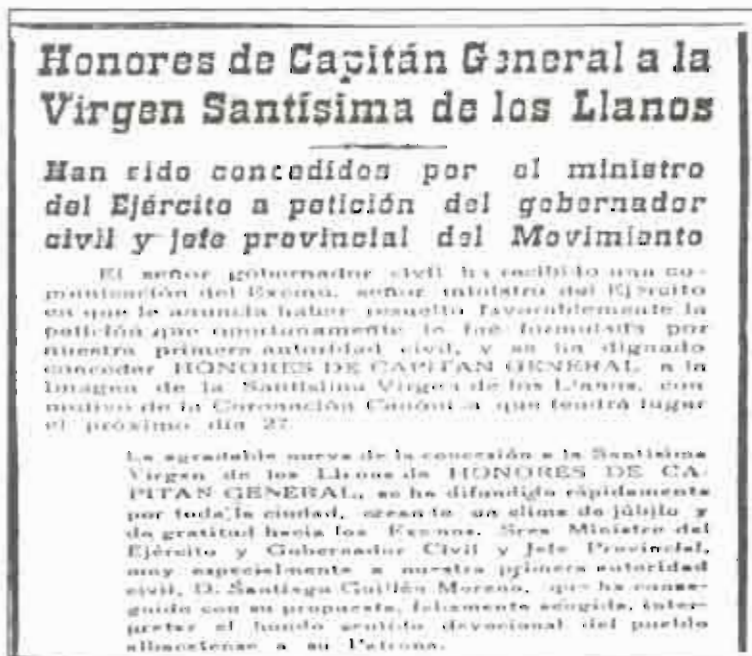 Honores de Capitán General a la
Virgen Santísima de los Llanos
Han sido concedidos por el ministro
del Ejército a petición del gobernador
civil y jefe provincial del Movimiento
El señor gobernador civil ha recibido una co-
municación del Excmo. señor ministro del Ejército
en que le anuncia haber resuelto favorablemente la
petición que oportunamente le fué formulada por
nuestra primera autoridad civil, y se ha dignado
conceder HONORES DE CAPITAN GENERAL a la
Imagen de la Santísima Virgen de los Llanos, con
motivo de la Coronación Canónica que tendrá lugar
el próximo día 27.
La agradable nueva de la concesión a la Santísima
Virgen de los Llanos de HONORES DE CA-
PITAN GENERAL, se ha difundido rápidamente
por toda la ciudad, creando un clima de júbilo y
de gratitud hacia los Excmos. Sres Ministro del
Ejército y Gobernador Civil y Jefe Provincial,
muy especialmente a nuestra primera autoridad
civil, D. Santiago Guillén Moreno, que ha conse-
guido con su propuesta, felizmente acogida, inter-
pretar el hondo sentido devocional del pueblo
albacetense a su Patrona.